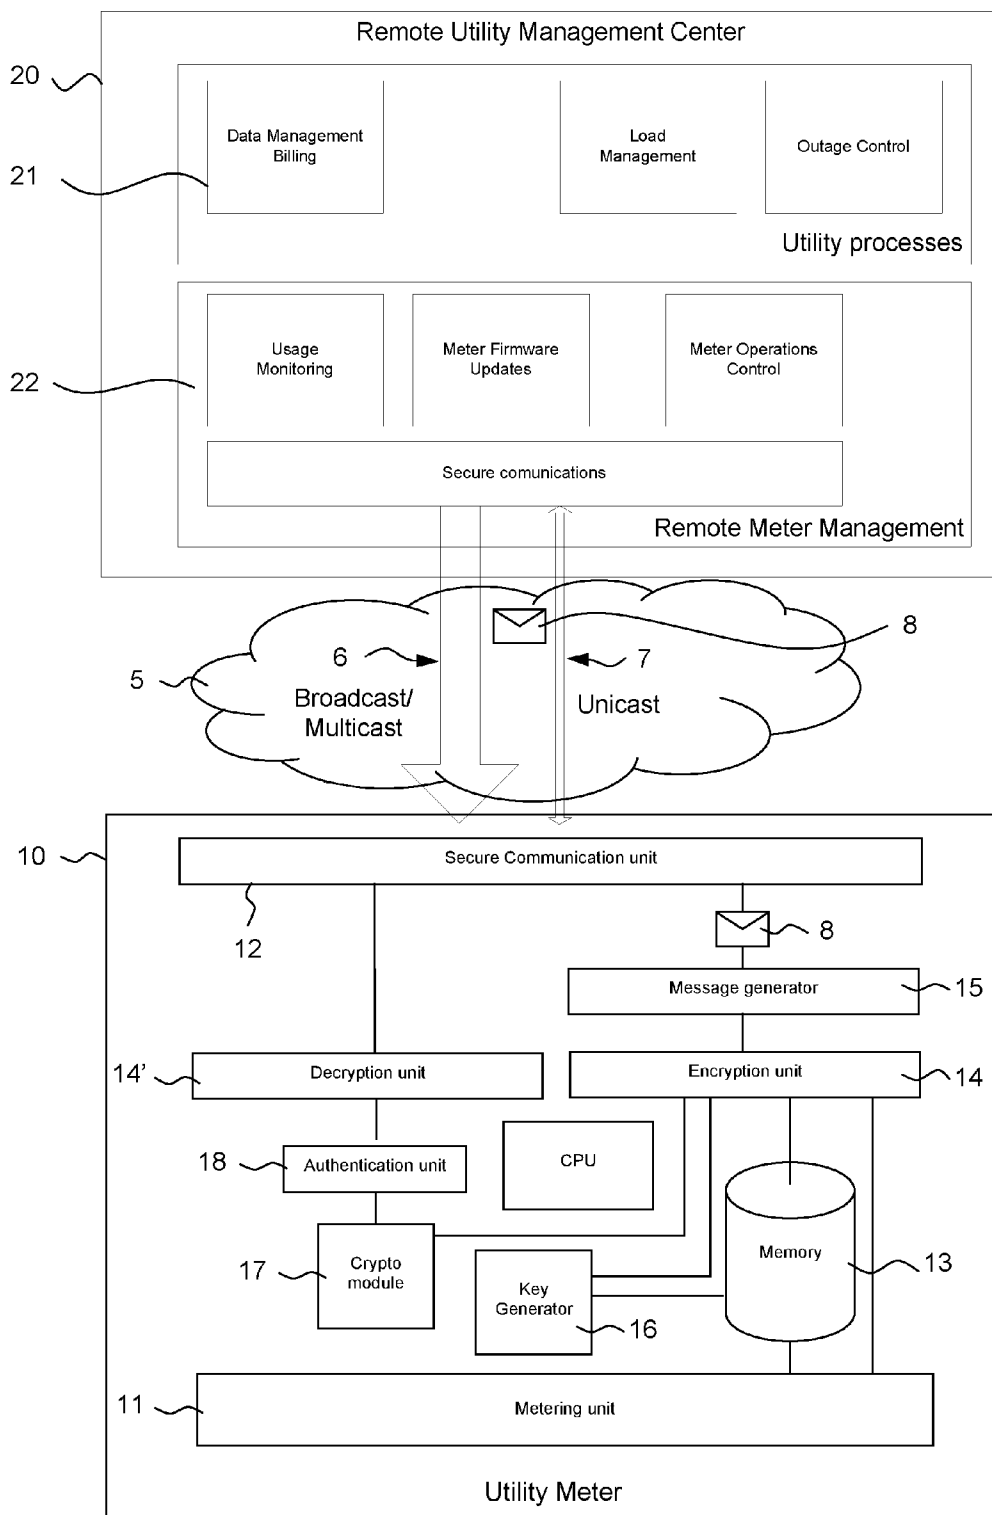 Remote Utility Management Center
20
Data Management
Billing
Load
Management
Outage Control
21
Utility processes
Usage
Monitoring
Meter Firmware
Updates
Meter Operations
Control
22
Secure comunications
Remote Meter Management
8
6
7
5
Broadcast/
Multicast
Unicast
10
Secure Communication unit
12
8
Message generator
15
14'
Decryption unit
Encryption unit
14
18
Authentication unit
CPU
17
Crypto
module
Key
Generator
16
Memory
13
11
Metering unit
Utility Meter